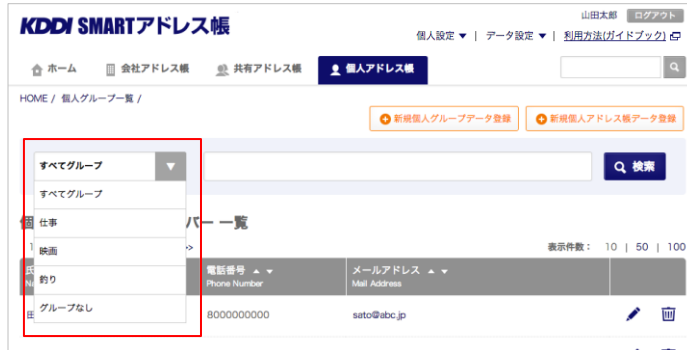 KDDI SMARTアドレス帳
山田太郎 ログアウト
個人設定 ▼ | データ設定 ▼ | 利用方法(ガイドブック)
ホーム 会社アドレス帳 共有アドレス帳 個人アドレス帳
HOME / 個人グループ一覧 /
新規個人グループデータ登録 新規個人アドレス帳データ登録
すべてグループ ▼ 検索
すべてグループ
個 バー 一覧
仕事
1 > 表示件数： 10 | 50 | 100
映画
氏 電話番号 ▲ ▼ メールアドレス ▲ ▼
Na Phone Number Mail Address
釣り
グループなし
田 8000000000 sato@abc.jp